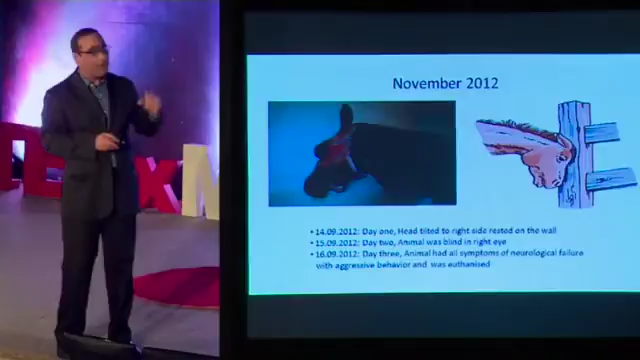 TEDxM
November 2012
• 14.09.2012: Day one, Head tilted to right side rested on the wall
• 15.09.2012: Day two, Animal was blind in right eye
• 16.09.2012: Day three, Animal had all symptoms of neurological failure
with aggressive behavior and was euthanised